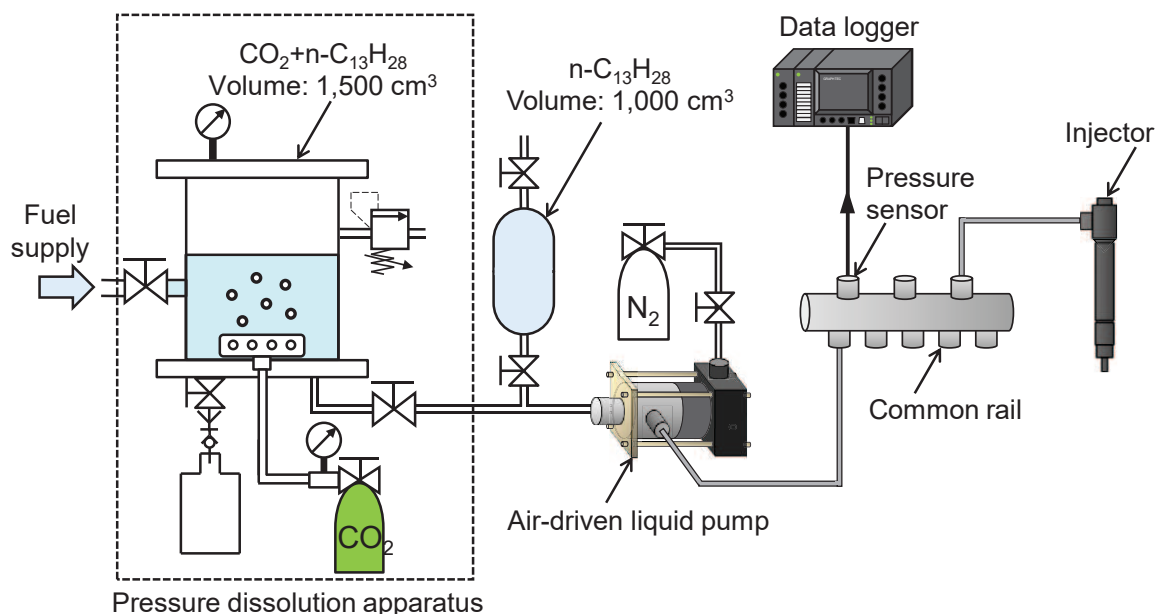 Data logger
CO₂+n-C₁₃H₂₈
Volume: 1,500 cm³
n-C₁₃H₂₈
Volume: 1,000 cm³
Injector
Pressure
sensor
Fuel
supply
N₂
Common rail
Air-driven liquid pump
CO₂
Pressure dissolution apparatus